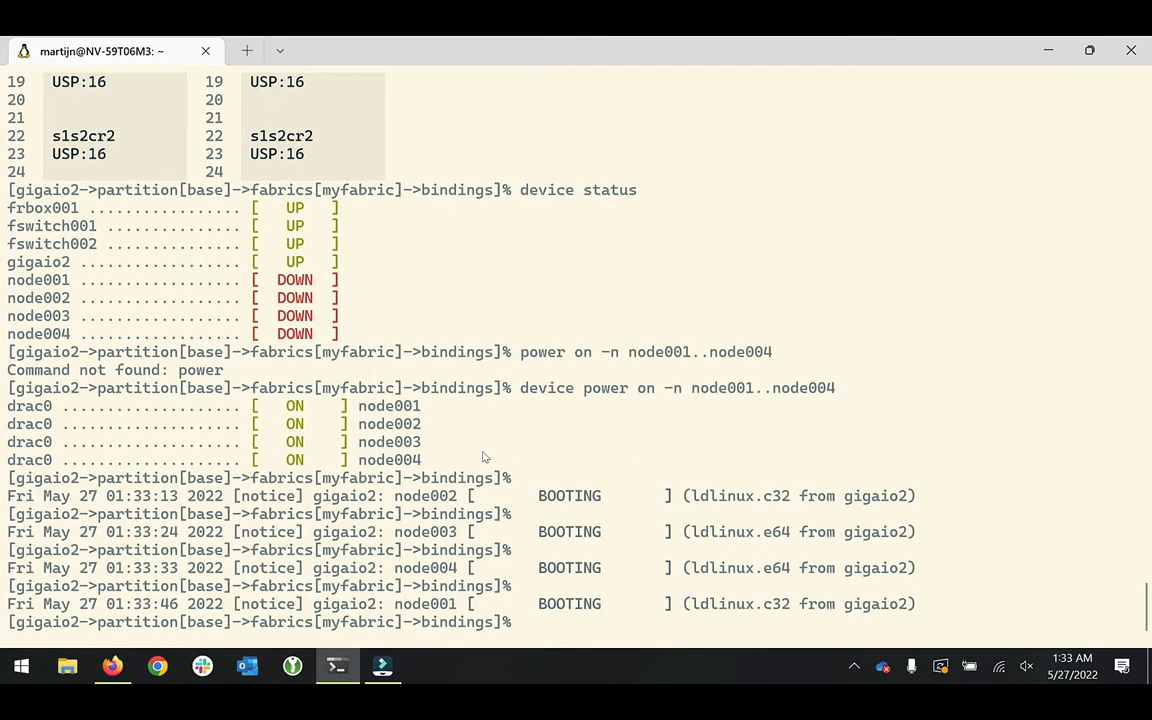 martijn@NV-59T06M3: ~
19 USP:16 19 USP:16
20 20
21 21
22 s1s2cr2 22 s1s2cr2
23 USP:16 23 USP:16
24 24
[gigaio2->partition[base]->fabrics[myfabric]->bindings]% device status
frbox001 ................. [ UP ]
fswitch001 ............... [ UP ]
fswitch002 ............... [ UP ]
gigaio2 .................. [ UP ]
node001 .................. [ DOWN ]
node002 .................. [ DOWN ]
node003 .................. [ DOWN ]
node004 .................. [ DOWN ]
[gigaio2->partition[base]->fabrics[myfabric]->bindings]% power on -n node001..node004
Command not found: power
[gigaio2->partition[base]->fabrics[myfabric]->bindings]% device power on -n node001..node004
drac0 .................... [ ON ] node001
drac0 .................... [ ON ] node002
drac0 .................... [ ON ] node003
drac0 .................... [ ON ] node004
[gigaio2->partition[base]->fabrics[myfabric]->bindings]%
Fri May 27 01:33:13 2022 [notice] gigaio2: node002 [ BOOTING ] (ldlinux.c32 from gigaio2)
[gigaio2->partition[base]->fabrics[myfabric]->bindings]%
Fri May 27 01:33:24 2022 [notice] gigaio2: node003 [ BOOTING ] (ldlinux.e64 from gigaio2)
[gigaio2->partition[base]->fabrics[myfabric]->bindings]%
Fri May 27 01:33:33 2022 [notice] gigaio2: node004 [ BOOTING ] (ldlinux.e64 from gigaio2)
[gigaio2->partition[base]->fabrics[myfabric]->bindings]%
Fri May 27 01:33:46 2022 [notice] gigaio2: node001 [ BOOTING ] (ldlinux.c32 from gigaio2)
[gigaio2->partition[base]->fabrics[myfabric]->bindings]%
1:33 AM
5/27/2022